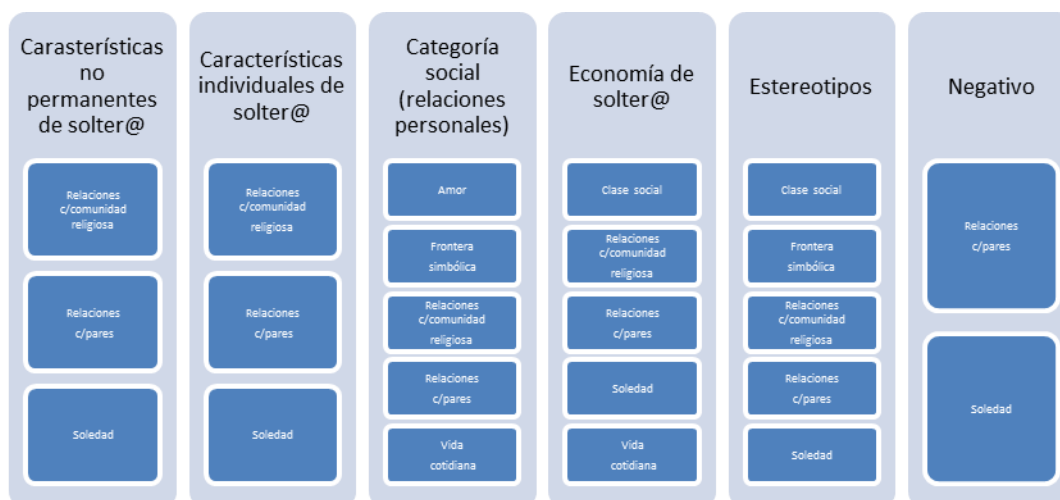 Carasterísticas
no
permanentes
de solter@
Relaciones
c/comunidad
religiosa
Relaciones
c/pares
Soledad
Características
individuales de
solter@
Relaciones
c/comunidad
religiosa
Relaciones
c/pares
Soledad
Categoría
social
(relaciones
personales)
Amor
Frontera
simbólica
Relaciones
c/comunidad
religiosa
Relaciones
c/pares
Vida
cotidiana
Economía de
solter@
Clase social
Relaciones
c/comunidad
religiosa
Relaciones
c/pares
Soledad
Vida
cotidiana
Estereotipos
Clase social
Frontera
simbólica
Relaciones
c/comunidad
religiosa
Relaciones
c/pares
Soledad
Negativo
Relaciones
c/pares
Soledad